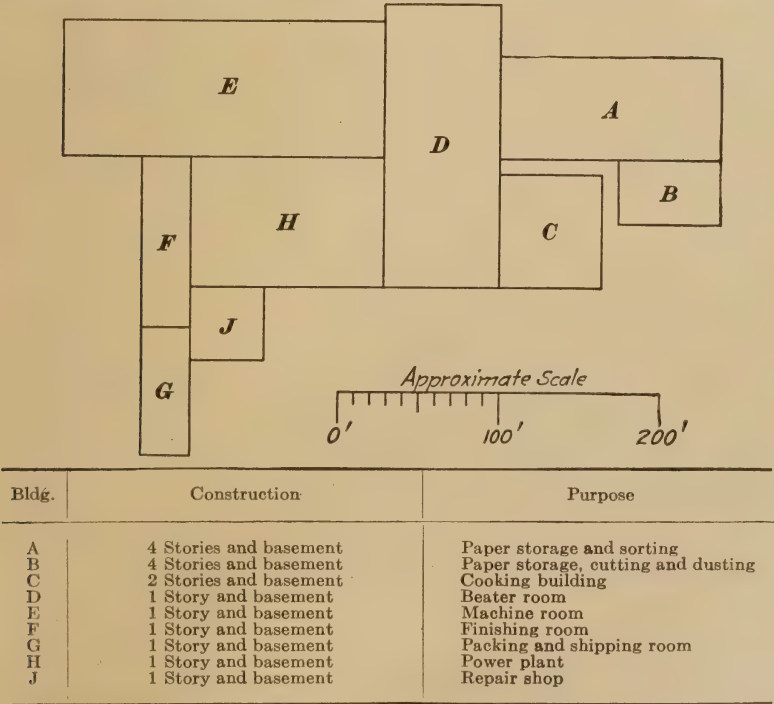 E
D
A
B
C
F
H
J
G
Approximate Scale
0' 100' 200'
Bldg. Construction Purpose
A 4 Stories and basement Paper storage and sorting
B 4 Stories and basement Paper storage, cutting and dusting
C 2 Stories and basement Cooking building
D 1 Story and basement Beater room
E 1 Story and basement Machine room
F 1 Story and basement Finishing room
G 1 Story and basement Packing and shipping room
H 1 Story and basement Power plant
J 1 Story and basement Repair shop